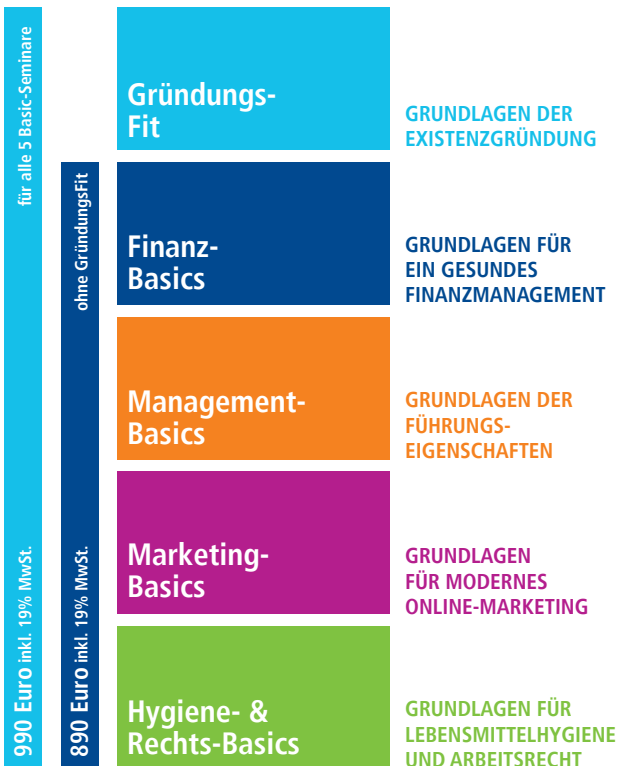 990 Euro inkl. 19% MwSt. für alle 5 Basic-Seminare
890 Euro inkl. 19% MwSt. ohne GründungsFit
Gründungs-
Fit
GRUNDLAGEN DER
EXISTENZGRÜNDUNG
Finanz-
Basics
GRUNDLAGEN FÜR
EIN GESUNDES
FINANZMANAGEMENT
Management-
Basics
GRUNDLAGEN DER
FÜHRUNGS-
EIGENSCHAFTEN
Marketing-
Basics
GRUNDLAGEN
FÜR MODERNES
ONLINE-MARKETING
Hygiene- &
Rechts-Basics
GRUNDLAGEN FÜR
LEBENSMITTELHYGIENE
UND ARBEITSRECHT